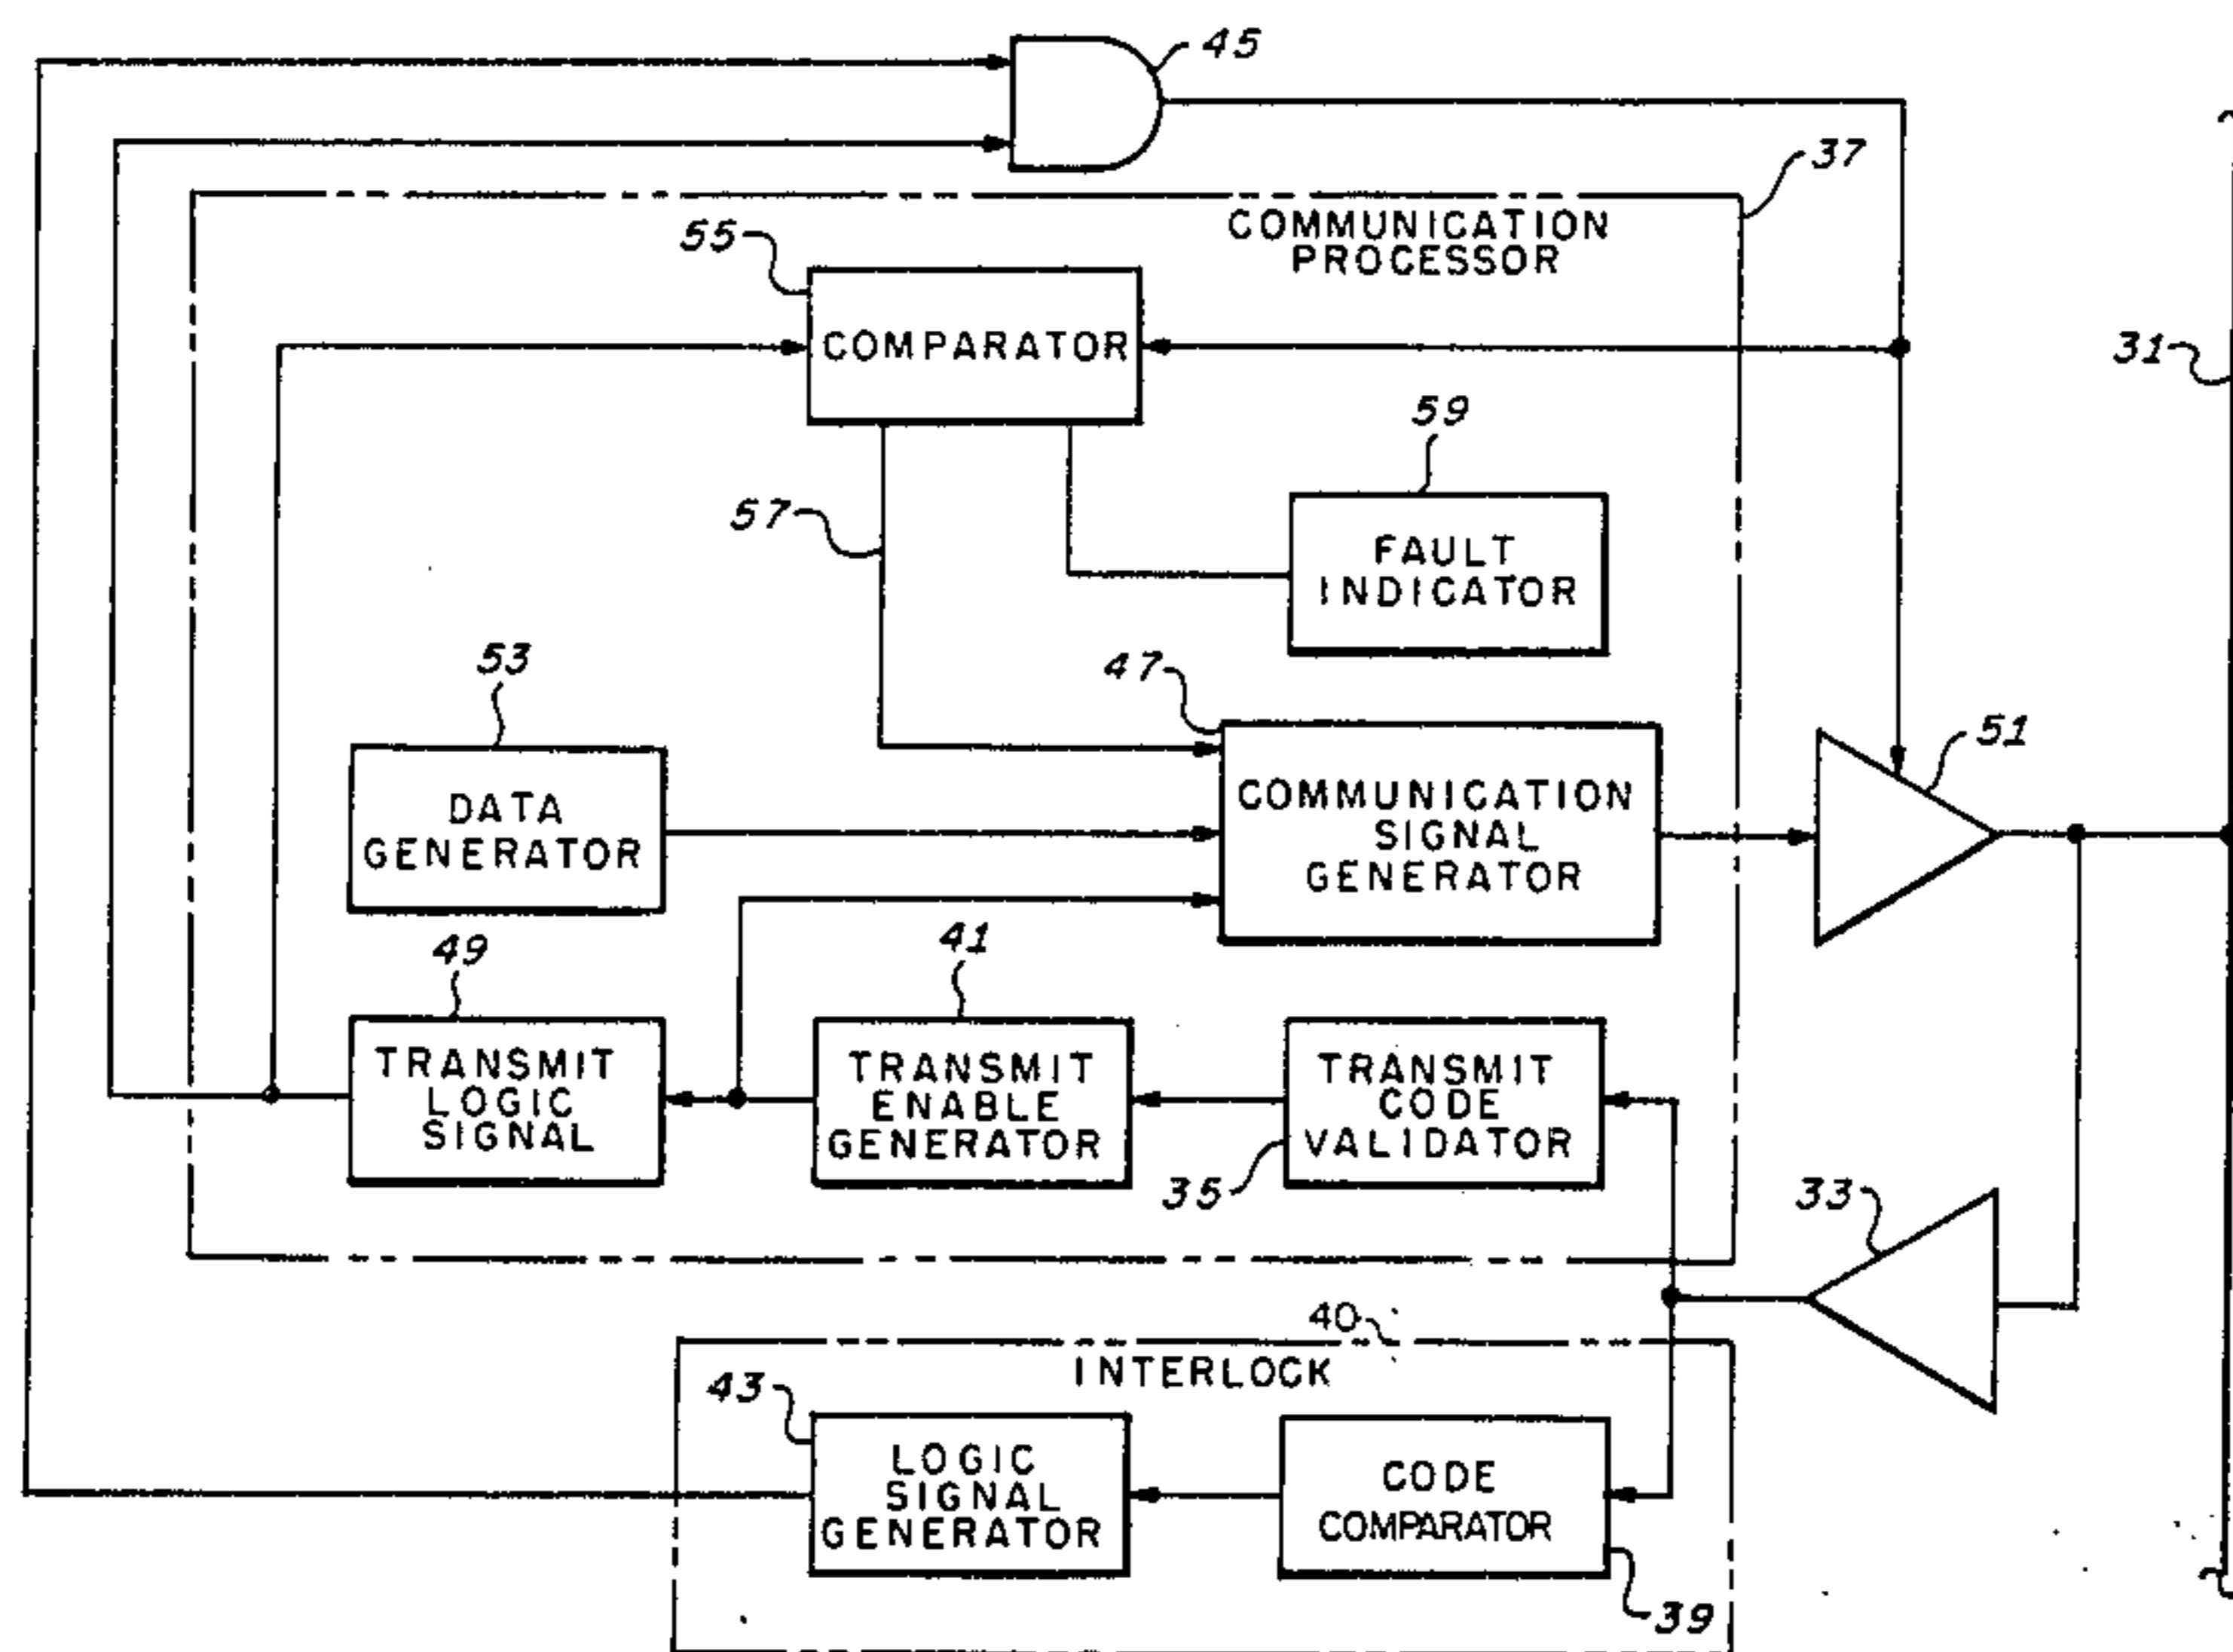 45
37
COMMUNICATION
PROCESSOR
55
COMPARATOR
31
59
57
FAULT
INDICATOR
53
47
51
DATA
GENERATOR
COMMUNICATION
SIGNAL
GENERATOR
49
41
TRANSMIT
LOGIC
SIGNAL
TRANSMIT
ENABLE
GENERATOR
TRANSMIT
CODE
VALIDATOR
35
33
40
INTERLOCK
43
LOGIC
SIGNAL
GENERATOR
CODE
COMPARATOR
39